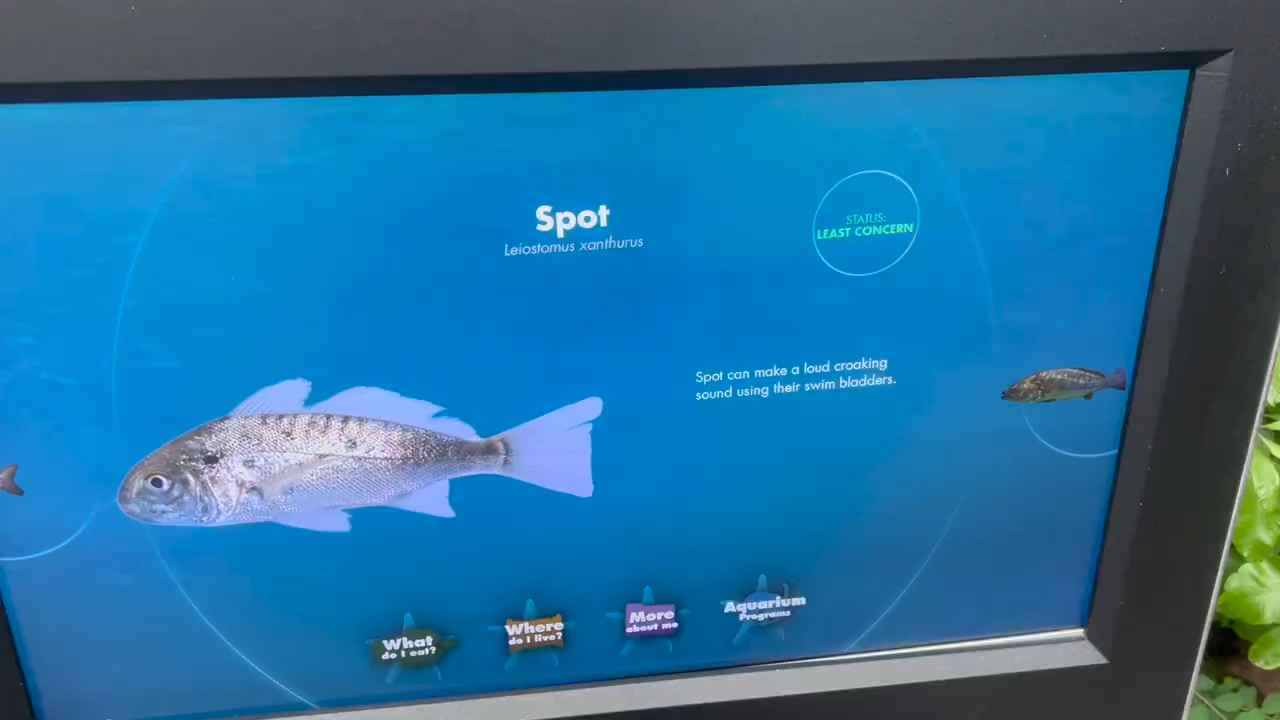 Spot
Leiostomus xanthurus
STATUS:
LEAST CONCERN
Spot can make a loud croaking
sound using their swim bladders.
What
do I eat?
Where
do I live?
More
about me
Aquarium
Programs